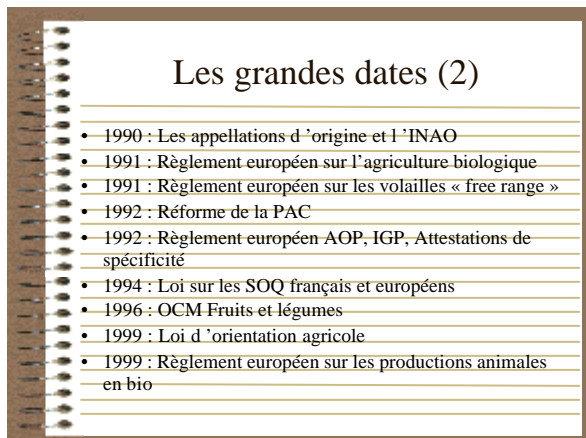 Les grandes dates (2)
• 1990 : Les appellations d ’origine et l ’INAO
• 1991 : Règlement européen sur l’agriculture biologique
• 1991 : Règlement européen sur les volailles « free range »
• 1992 : Réforme de la PAC
• 1992 : Règlement européen AOP, IGP, Attestations de
spécificité
• 1994 : Loi sur les SOQ français et européens
• 1996 : OCM Fruits et légumes
• 1999 : Loi d ’orientation agricole
• 1999 : Règlement européen sur les productions animales
en bio